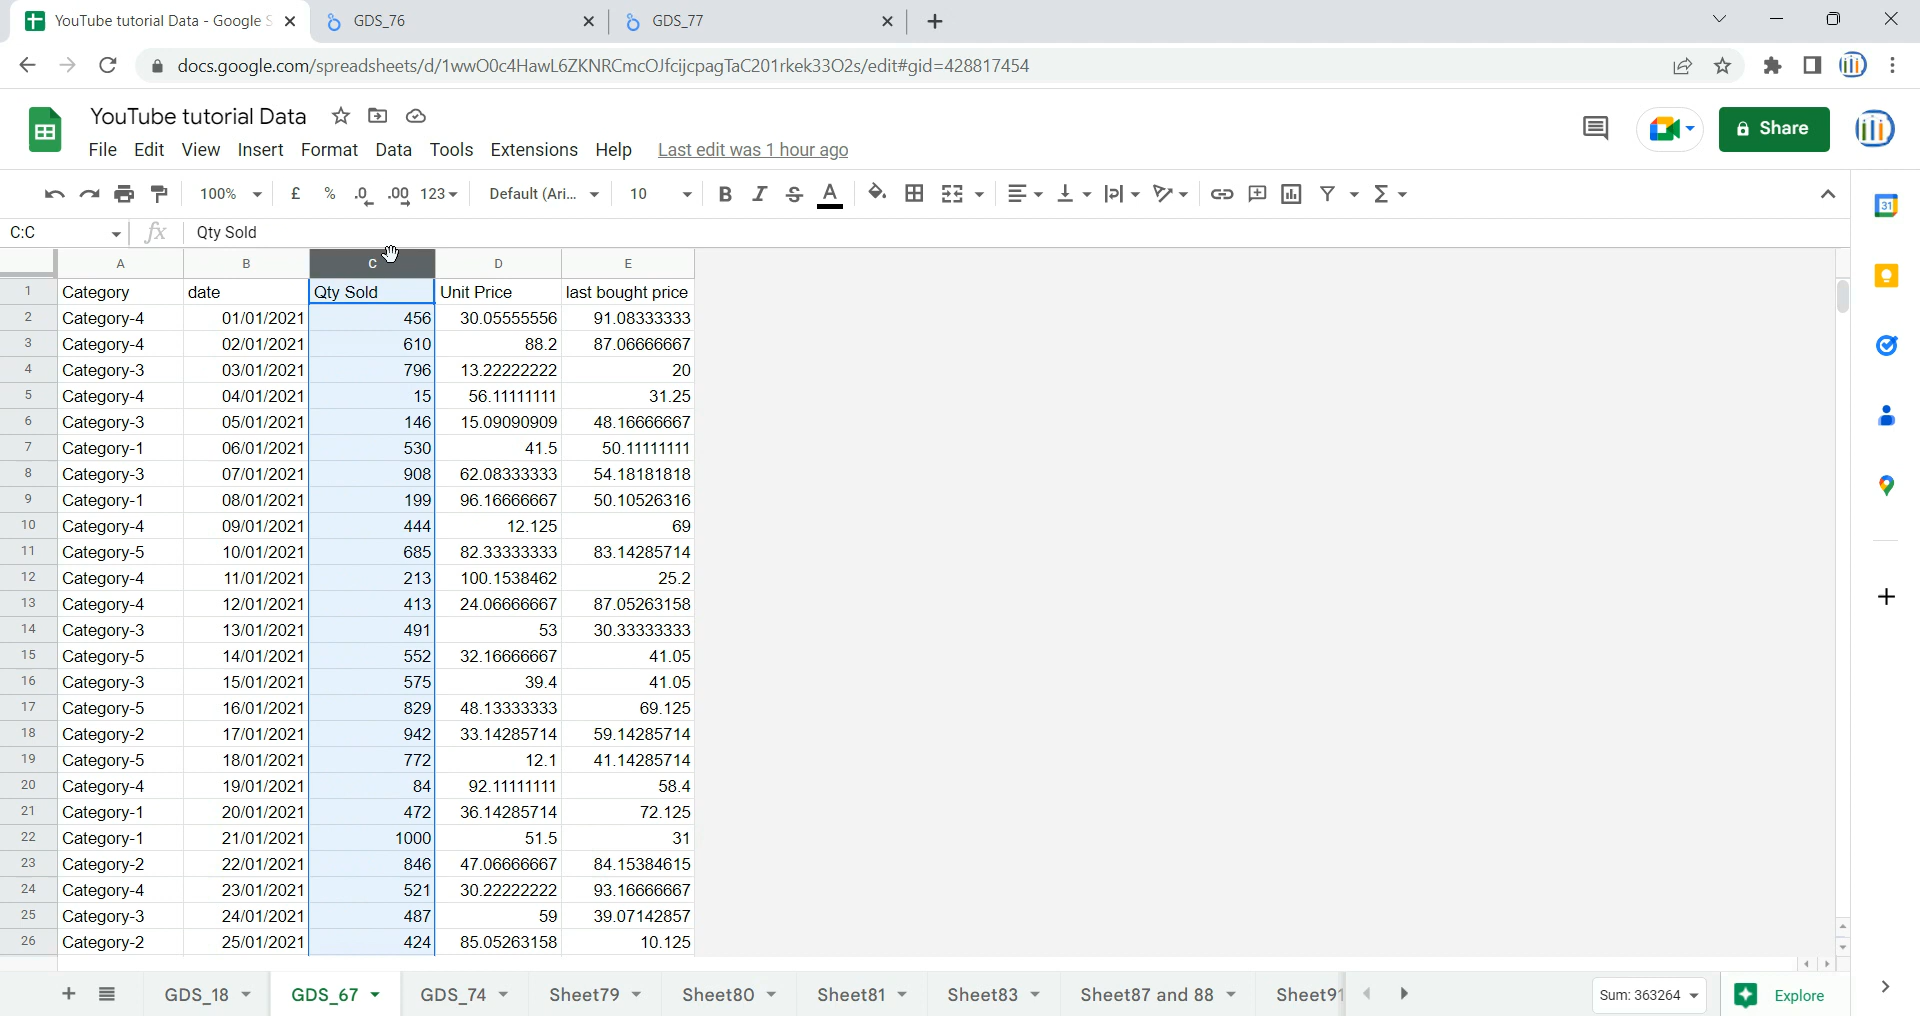 YouTube tutorial Data - Google S GDS_76 GDS_77
docs.google.com/spreadsheets/d/1wwO0c4HawL6ZKNRCmcOJfcijcpagTaC201rkek33O2s/edit#gid=428817454
YouTube tutorial Data
Share
File Edit View Insert Format Data Tools Extensions Help Last edit was 1 hour ago
100% £ % .0 .00 123 Default (Ari... 10 B I S A
C:C fx Qty Sold
A B C D E
1 Category date Qty Sold Unit Price last bought price
2 Category-4 01/01/2021 456 30.05555556 91.08333333
3 Category-4 02/01/2021 610 88.2 87.06666667
4 Category-3 03/01/2021 796 13.22222222 20
5 Category-4 04/01/2021 15 56.11111111 31.25
6 Category-3 05/01/2021 146 15.09090909 48.16666667
7 Category-1 06/01/2021 530 41.5 50.11111111
8 Category-3 07/01/2021 908 62.08333333 54.18181818
9 Category-1 08/01/2021 199 96.16666667 50.10526316
10 Category-4 09/01/2021 444 12.125 69
11 Category-5 10/01/2021 685 82.33333333 83.14285714
12 Category-4 11/01/2021 213 100.1538462 25.2
13 Category-4 12/01/2021 413 24.06666667 87.05263158
14 Category-3 13/01/2021 491 53 30.33333333
15 Category-5 14/01/2021 552 32.16666667 41.05
16 Category-3 15/01/2021 575 39.4 41.05
17 Category-5 16/01/2021 829 48.13333333 69.125
18 Category-2 17/01/2021 942 33.14285714 59.14285714
19 Category-5 18/01/2021 772 12.1 41.14285714
20 Category-4 19/01/2021 84 92.11111111 58.4
21 Category-1 20/01/2021 472 36.14285714 72.125
22 Category-1 21/01/2021 1000 51.5 31
23 Category-2 22/01/2021 846 47.06666667 84.15384615
24 Category-4 23/01/2021 521 30.22222222 93.16666667
25 Category-3 24/01/2021 487 59 39.07142857
26 Category-2 25/01/2021 424 85.05263158 10.125
GDS_18 GDS_67 GDS_74 Sheet79 Sheet80 Sheet81 Sheet83 Sheet87 and 88 Sheet91 Sum: 363264 Explore
31